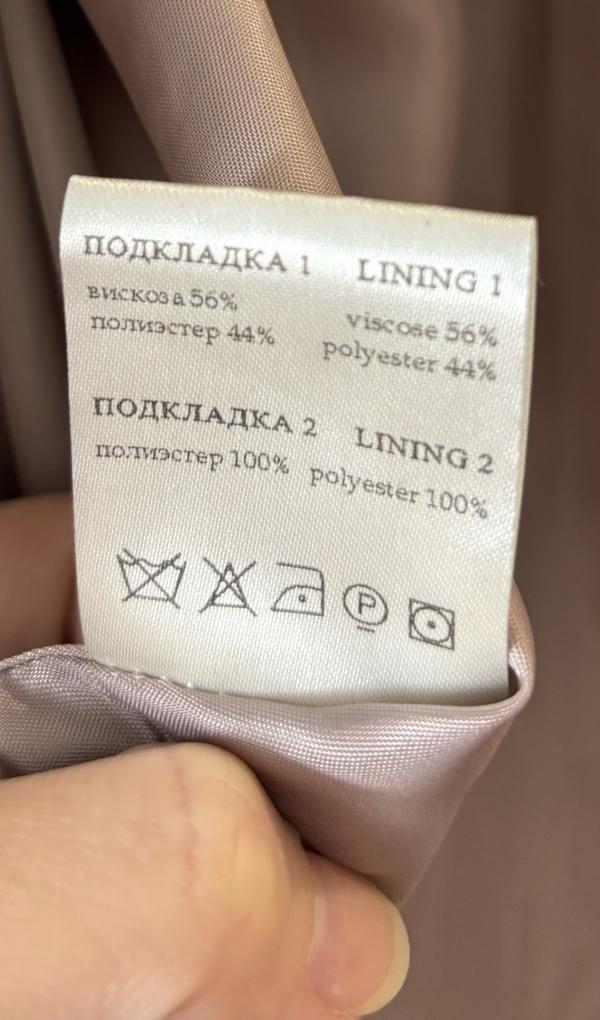 ПОДКЛАДКА 1 LINING 1
вискоза 56% viscose 56%
полиэстер 44% polyester 44%
ПОДКЛАДКА 2 LINING 2
полиэстер 100% polyester 100%
P